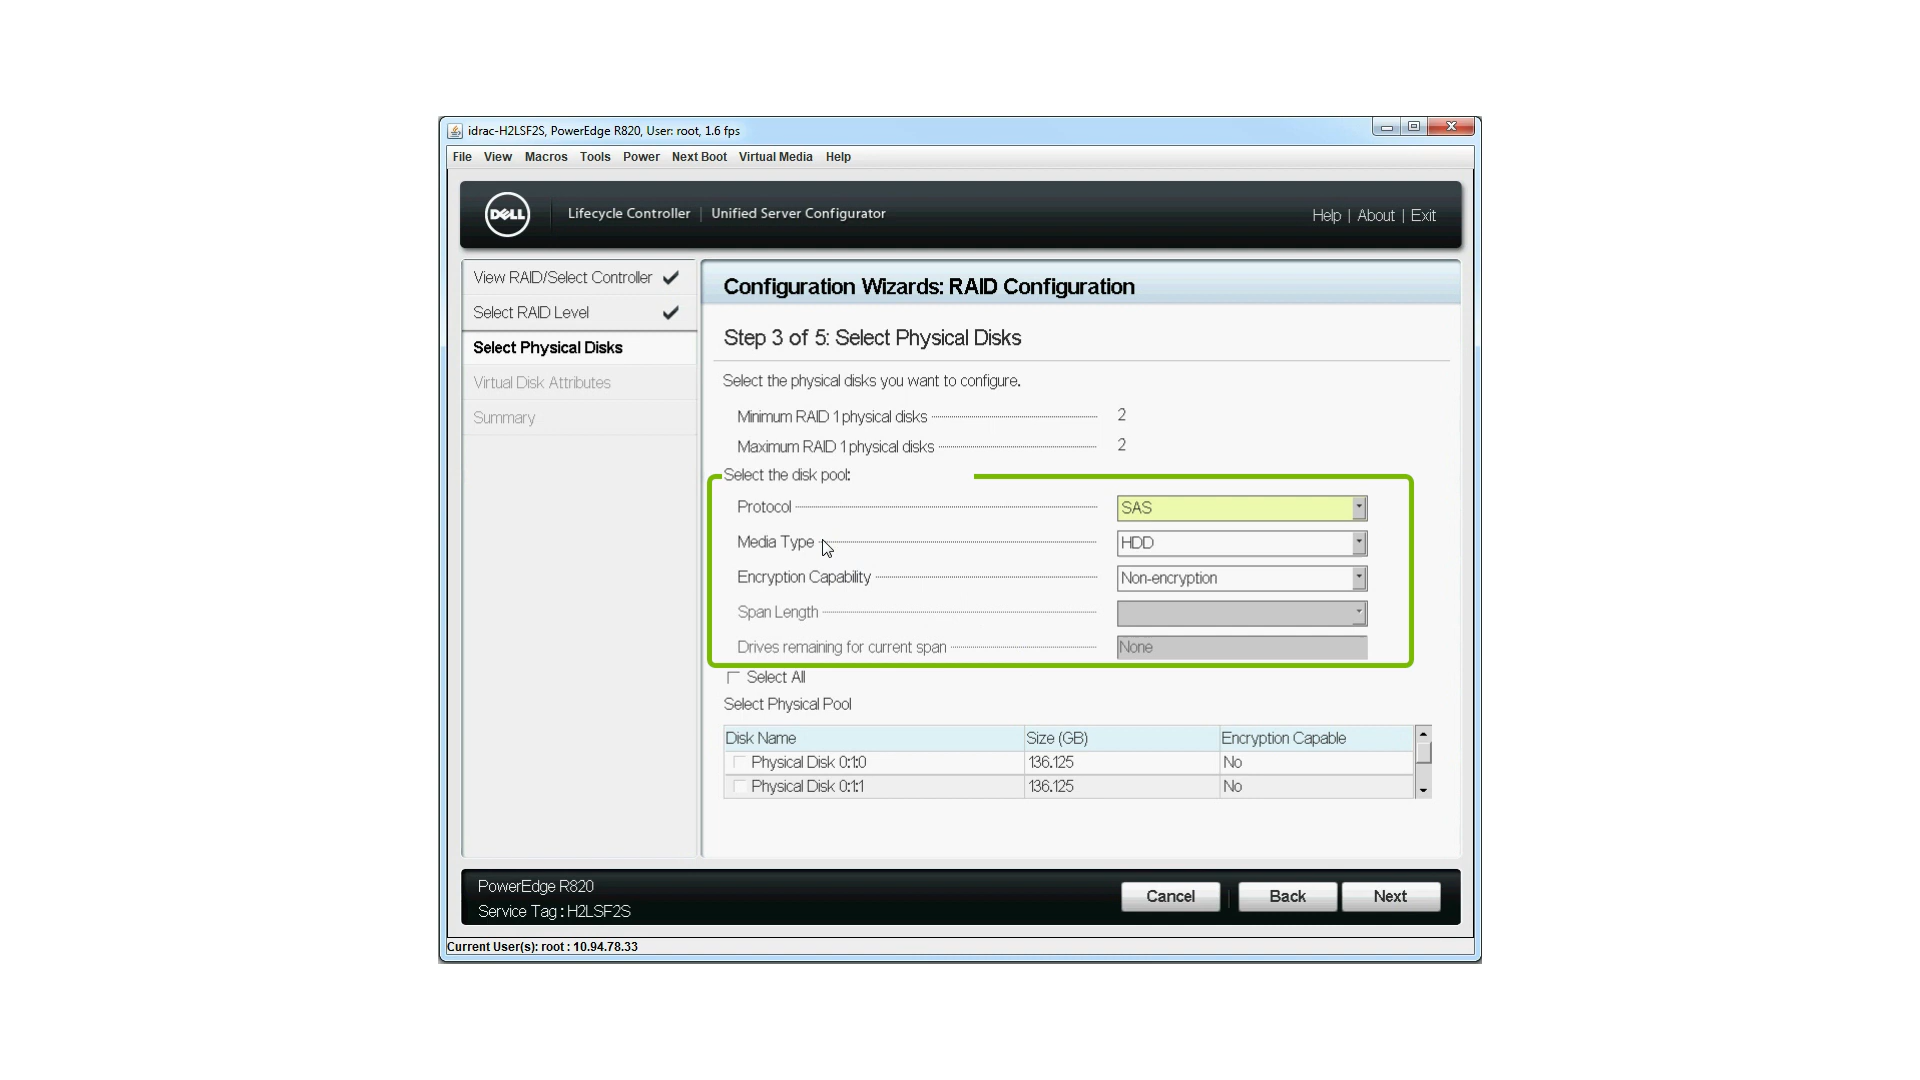 idrac-H2LSF2S, PowerEdge R820, User: root, 1.6 fps
File View Macros Tools Power Next Boot Virtual Media Help
DELL Lifecycle Controller | Unified Server Configurator Help | About | Exit
View RAID/Select Controller
Select RAID Level
Select Physical Disks
Virtual Disk Attributes
Summary
Configuration Wizards: RAID Configuration
Step 3 of 5: Select Physical Disks
Select the physical disks you want to configure.
Minimum RAID 1 physical disks 2
Maximum RAID 1 physical disks 2
Select the disk pool:
Protocol SAS
Media Type HDD
Encryption Capability Non-encryption
Span Length
Drives remaining for current span None
Select All
Select Physical Pool
Disk Name Size (GB) Encryption Capable
Physical Disk 0:1:0 136.125 No
Physical Disk 0:1:1 136.125 No
PowerEdge R820
Service Tag : H2LSF2S
Cancel Back Next
Current User(s): root : 10.94.78.33